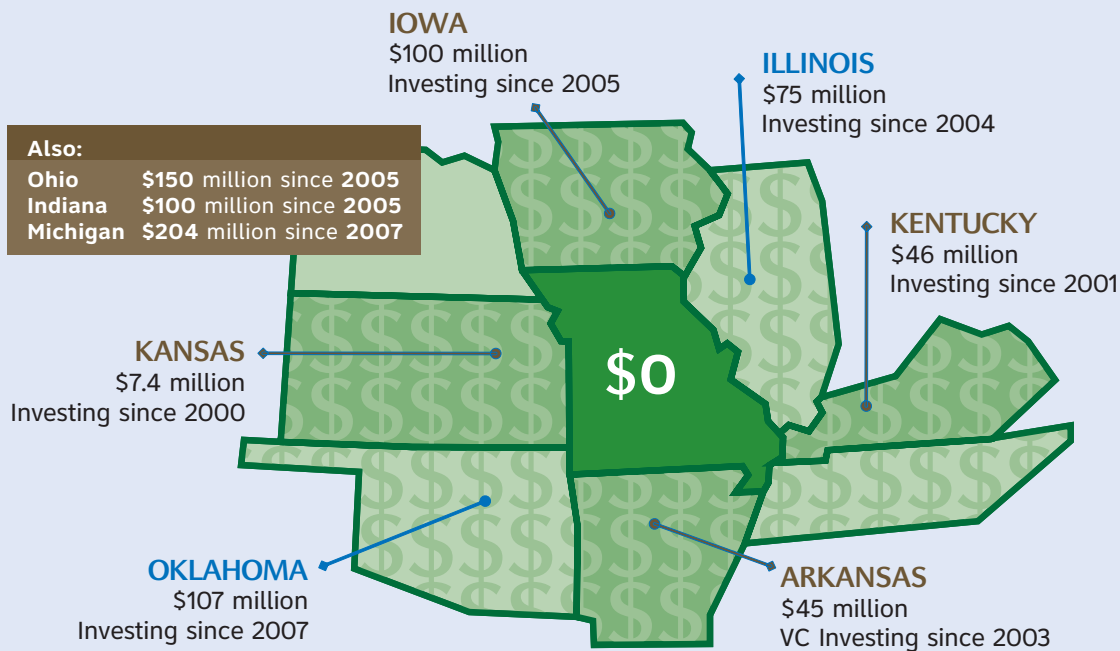 IOWA
$100 million
Investing since 2005
ILLINOIS
$75 million
Investing since 2004
Also:
Ohio $150 million since 2005
Indiana $100 million since 2005
Michigan $204 million since 2007
KENTUCKY
$46 million
Investing since 2001
KANSAS
$7.4 million
Investing since 2000
$0
OKLAHOMA
$107 million
Investing since 2007
ARKANSAS
$45 million
VC Investing since 2003